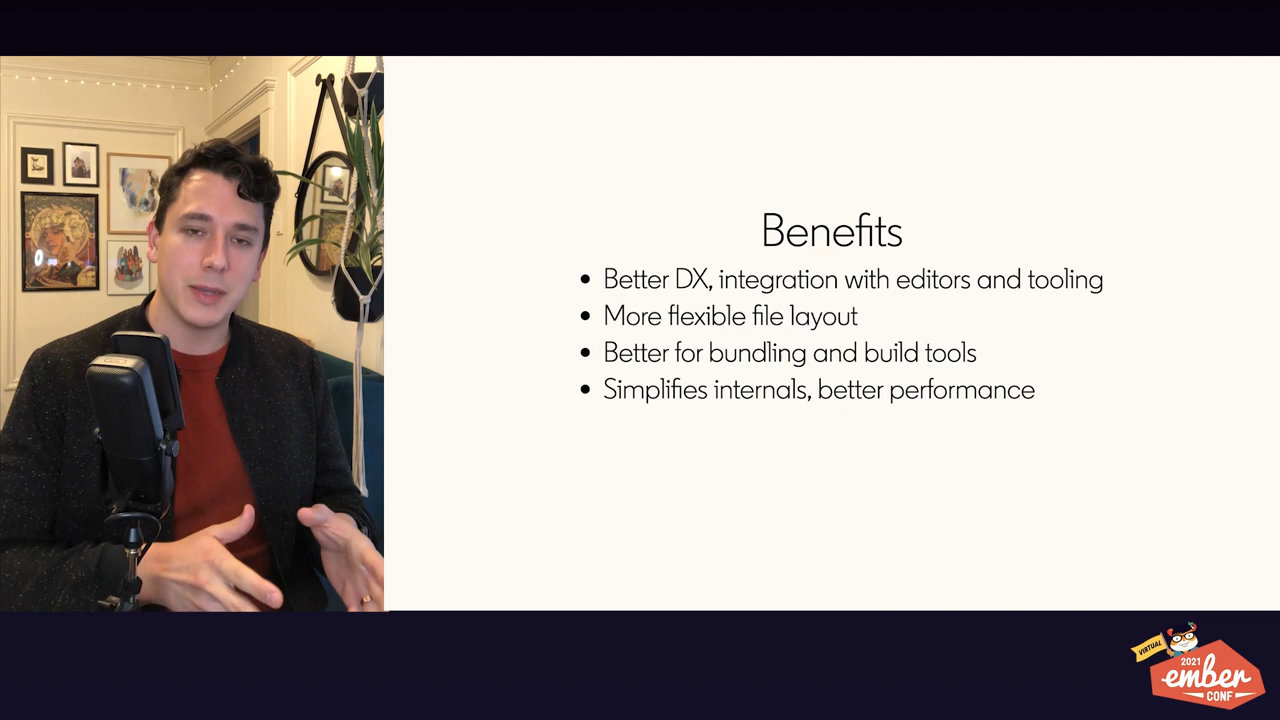 Benefits
Better DX, integration with editors and tooling
More flexible file layout
Better for bundling and build tools
Simplifies internals, better performance
VIRTUAL
2021
ember
CONF